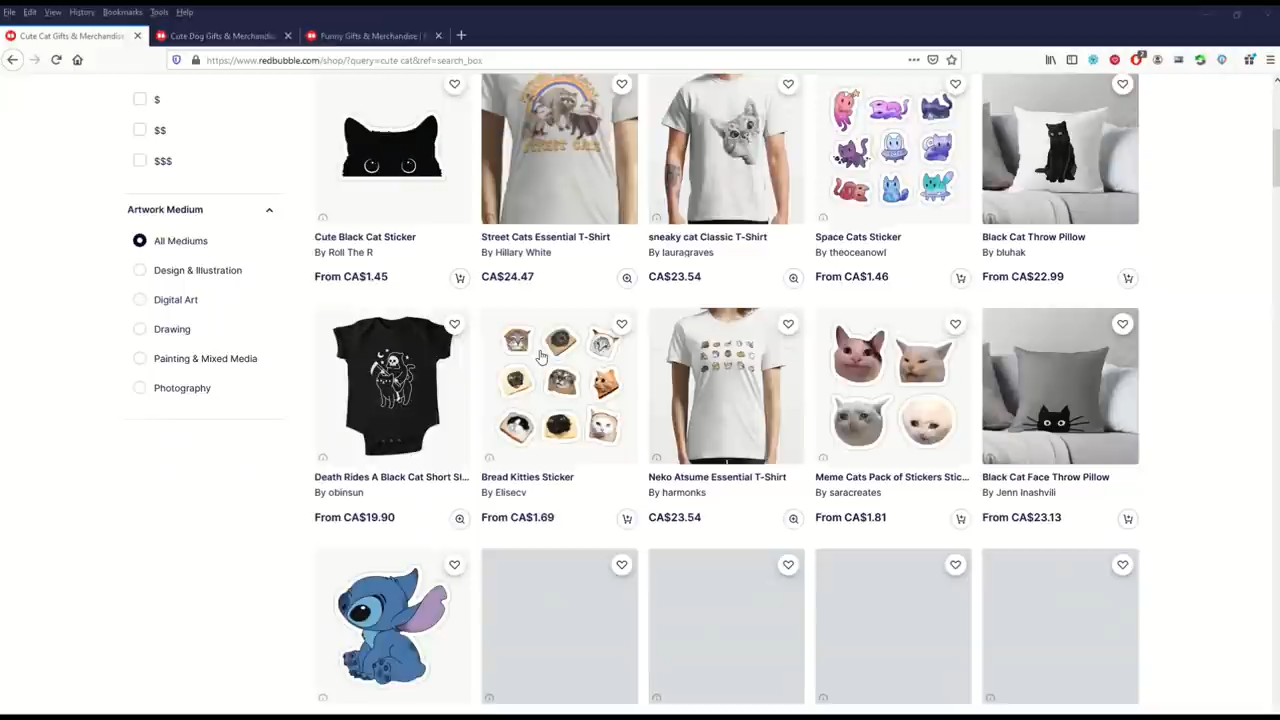 File Edit View History Bookmarks Tools Help
Cute Cat Gifts & Merchandise
Cute Dog Gifts & Merchandise
Funny Gifts & Merchandise |
https://www.redbubble.com/shop/?query=cute cat&ref=search_box
$
$$
$$$
Artwork Medium
All Mediums
Design & Illustration
Digital Art
Drawing
Painting & Mixed Media
Photography
STREET CATS
Cute Black Cat Sticker
By Roll The R
From CA$1.45
Street Cats Essential T-Shirt
By Hillary White
CA$24.47
sneaky cat Classic T-Shirt
By lauragraves
CA$23.54
Space Cats Sticker
By theoceanowl
From CA$1.46
Black Cat Throw Pillow
By bluhak
From CA$22.99
Death Rides A Black Cat Short Sl...
By obinsun
From CA$19.90
Bread Kitties Sticker
By Elisecv
From CA$1.69
Neko Atsume Essential T-Shirt
By harmonks
CA$23.54
Meme Cats Pack of Stickers Stic...
By saracreates
From CA$1.81
Black Cat Face Throw Pillow
By Jenn Inashvili
From CA$23.13